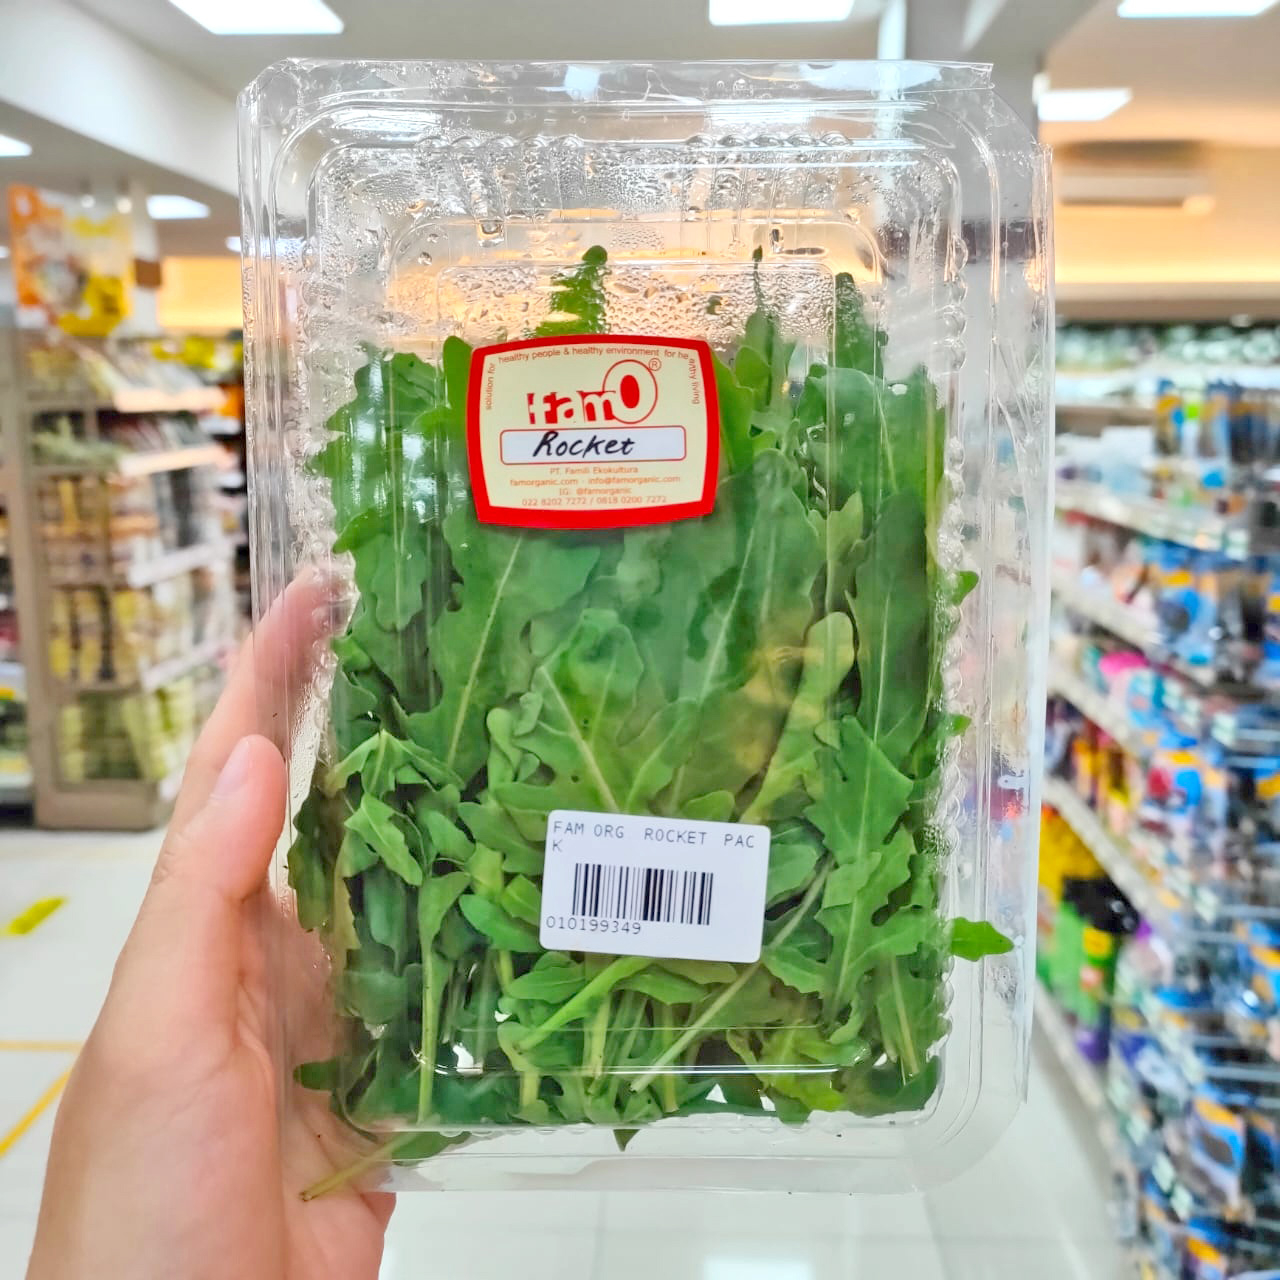 solution for healthy people & healthy environment for healthy living
famO®
Rocket
PT. Famili Ekokultura
famorganic.com - info@famorganic.com
IG: @famorganic
022 8202 7272 / 0818 0200 7272
FAM ORG ROCKET PAC
K
010199349